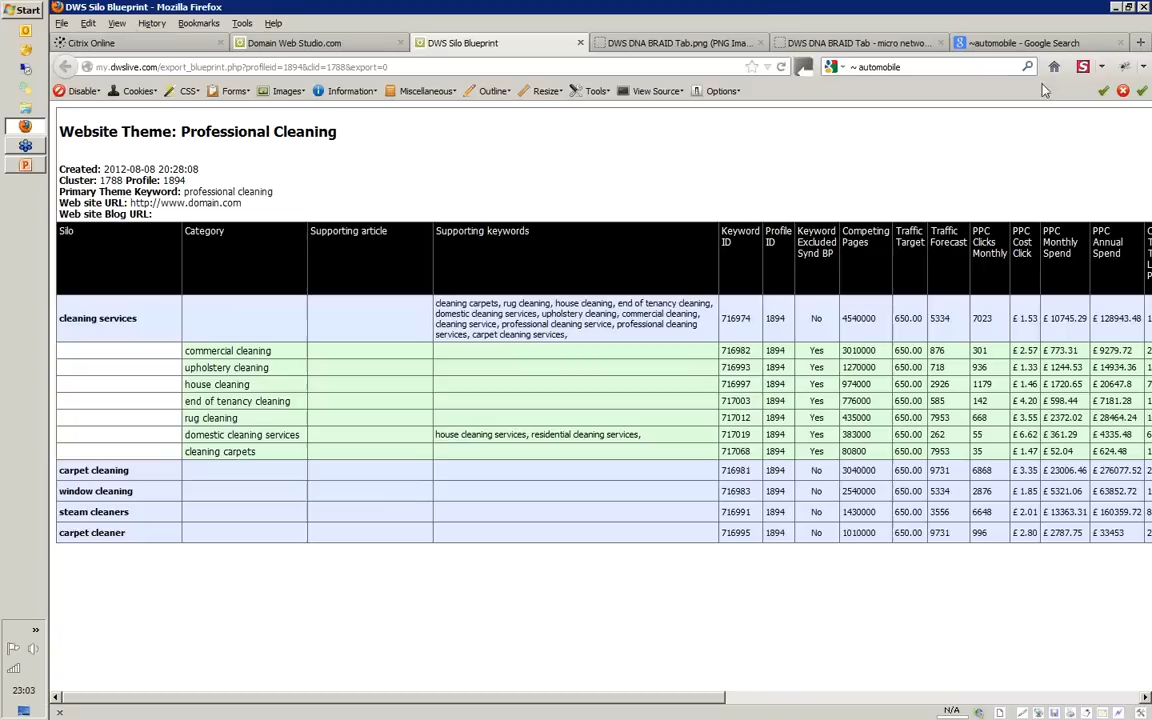 Start
DWS Silo Blueprint - Mozilla Firefox
File Edit View History Bookmarks Tools Help
Citrix Online
Domain Web Studio.com
DWS Silo Blueprint
DWS DNA BRAID Tab.png (PNG Ima...
DWS DNA BRAID Tab - micro netwo...
~automobile - Google Search
my.dwslive.com/export_blueprint.php?profileid=1894&clid=1788&export=0
~ automobile
Disable Cookies CSS Forms Images Information Miscellaneous Outline Resize Tools View Source Options
Website Theme: Professional Cleaning
Created: 2012-08-08 20:28:08
Cluster: 1788 Profile: 1894
Primary Theme Keyword: professional cleaning
Web site URL: http://www.domain.com
Web site Blog URL:
Silo Category Supporting article Supporting keywords Keyword Profile Keyword Competing Traffic Traffic PPC PPC PPC PPC
ID ID Excluded Pages Target Forecast Clicks Cost Monthly Annual
Synd BP Monthly Click Spend Spend
cleaning carpets, rug cleaning, house cleaning, end of tenancy cleaning,
domestic cleaning services, upholstery cleaning, commercial cleaning,
cleaning services cleaning service, professional cleaning service, professional cleaning 716974 1894 No 4540000 650.00 5334 7023 £ 1.53 £ 10745.29 £ 128943.48
services, carpet cleaning services,
commercial cleaning 716982 1894 Yes 3010000 650.00 876 301 £ 2.57 £ 773.31 £ 9279.72
upholstery cleaning 716993 1894 Yes 1270000 650.00 718 936 £ 1.33 £ 1244.53 £ 14934.36
house cleaning 716997 1894 Yes 974000 650.00 2926 1179 £ 1.46 £ 1720.65 £ 20647.8
end of tenancy cleaning 717003 1894 Yes 776000 650.00 585 142 £ 4.20 £ 598.44 £ 7181.28
rug cleaning 717012 1894 Yes 435000 650.00 7953 668 £ 3.55 £ 2372.02 £ 28464.24
domestic cleaning services house cleaning services, residential cleaning services, 717019 1894 Yes 383000 650.00 262 55 £ 6.62 £ 361.29 £ 4335.48
cleaning carpets 717068 1894 Yes 80800 650.00 7953 35 £ 1.47 £ 52.04 £ 624.48
carpet cleaning 716981 1894 No 3040000 650.00 9731 6868 £ 3.35 £ 23006.46 £ 276077.52
window cleaning 716983 1894 No 2540000 650.00 5334 2876 £ 1.85 £ 5321.06 £ 63852.72
steam cleaners 716991 1894 No 1430000 650.00 3556 6648 £ 2.01 £ 13363.31 £ 160359.72
carpet cleaner 716995 1894 No 1010000 650.00 9731 996 £ 2.80 £ 2787.75 £ 33453
23:03
N/A